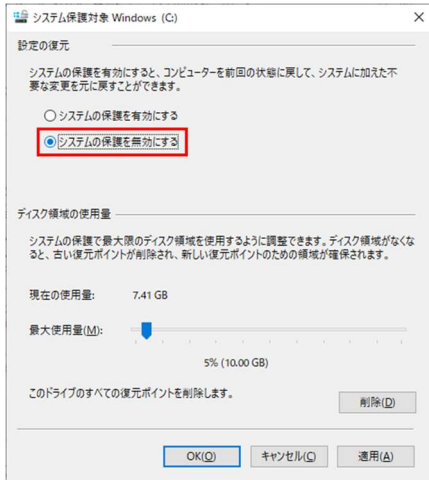 システム保護対象 Windows (C:)
設定の復元
システムの保護を有効にすると、コンピューターを前回の状態に戻して、システムに加えた不
要な変更を元に戻すことができます。
システムの保護を有効にする
システムの保護を無効にする
ディスク領域の使用量
システムの保護で最大限のディスク領域を使用するように調整できます。ディスク領域がなくな
ると、古い復元ポイントが削除され、新しい復元ポイントのための領域が確保されます。
現在の使用量: 7.41 GB
最大使用量(M):
5% (10.00 GB)
このドライブのすべての復元ポイントを削除します。
削除(D)
OK(O) キャンセル(C) 適用(A)